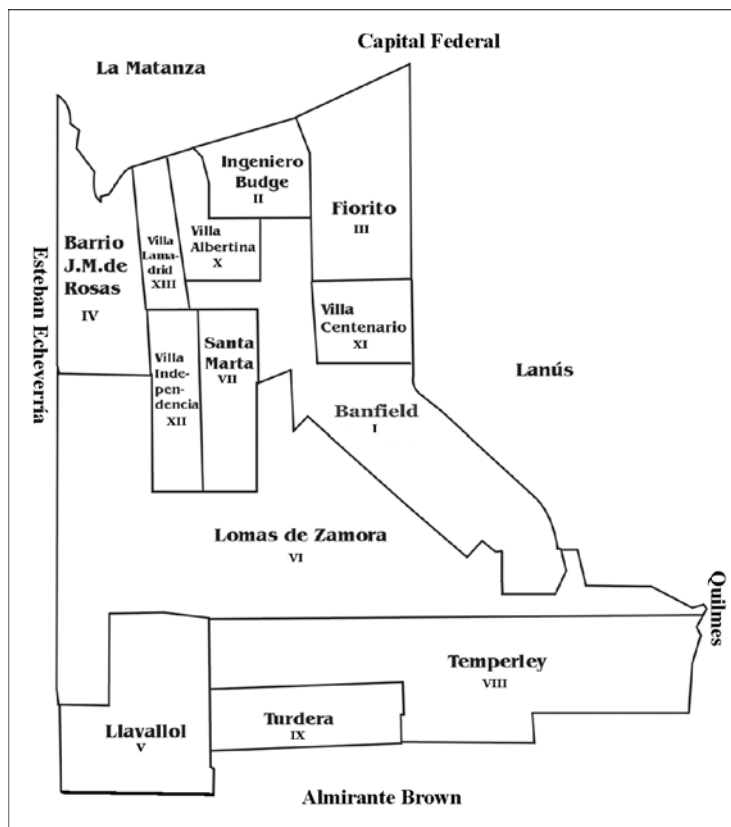 Capital Federal
La Matanza
Ingeniero
Budge
II
Fiorito
III
Villa
Albertina
X
Villa
Lama-
drid
XIII
Barrio
J.M.de
Rosas
IV
Esteban Echeverría
Villa
Centenario
XI
Santa
Marta
VII
Villa
Inde-
pen-
dencia
XII
Lanús
Banfield
I
Lomas de Zamora
VI
Quilmes
Temperley
VIII
Turdera
IX
Llavallol
V
Almirante Brown